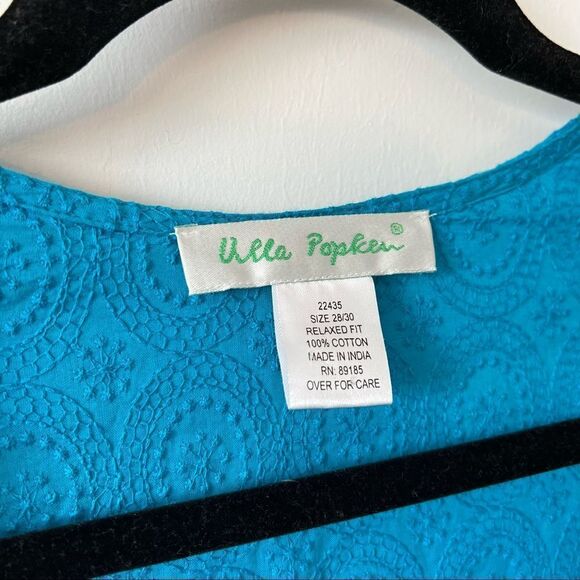 Ulla Popken®
22435
SIZE 28/30
RELAXED FIT
100% COTTON
MADE IN INDIA
RN: 89185
OVER FOR CARE